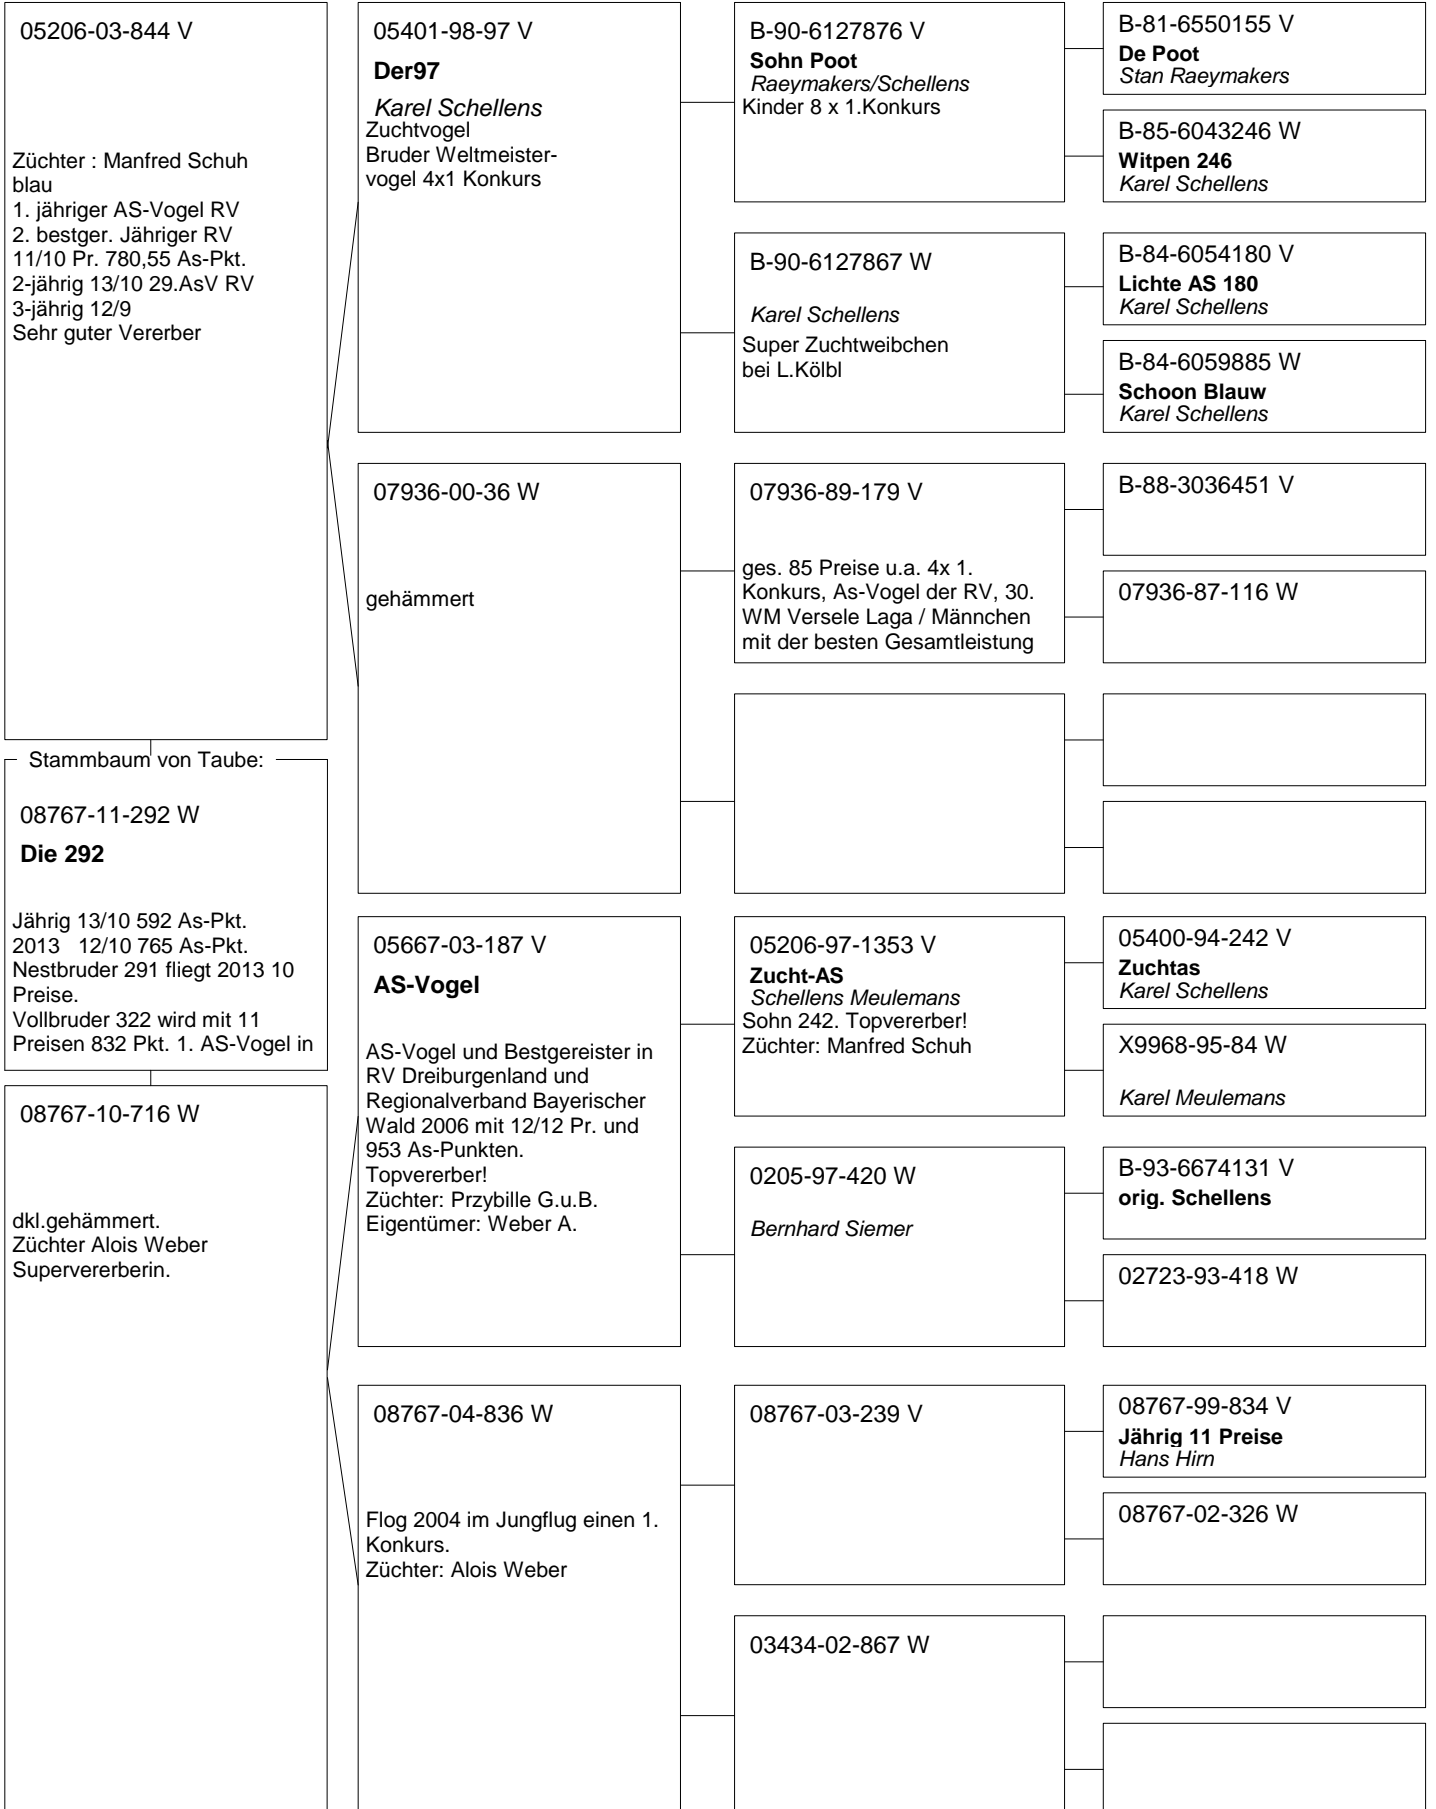 05206-03-844 V
Züchter : Manfred Schuh
blau
1. jähriger AS-Vogel RV
2. bestger. Jähriger RV
11/10 Pr. 780,55 As-Pkt.
2-jährig 13/10 29.AsV RV
3-jährig 12/9
Sehr guter Vererber
Stammbaum von Taube:
08767-11-292 W
Die 292
Jährig 13/10 592 As-Pkt.
2013   12/10 765 As-Pkt.
Nestbruder 291 fliegt 2013 10
Preise.
Vollbruder 322 wird mit 11
Preisen 832 Pkt. 1. AS-Vogel in
08767-10-716 W
dkl.gehämmert.
Züchter Alois Weber
Supervererberin.
05401-98-97 V
Der97
Karel Schellens
Zuchtvogel
Bruder Weltmeister-
vogel 4x1 Konkurs
07936-00-36 W
gehämmert
05667-03-187 V
AS-Vogel
AS-Vogel und Bestgereister in
RV Dreiburgenland und
Regionalverband Bayerischer
Wald 2006 mit 12/12 Pr. und
953 As-Punkten.
Topvererber!
Züchter: Przybille G.u.B.
Eigentümer: Weber A.
08767-04-836 W
Flog 2004 im Jungflug einen 1.
Konkurs.
Züchter: Alois Weber
B-90-6127876 V
Sohn Poot
Raeymakers/Schellens
Kinder 8 x 1.Konkurs
B-90-6127867 W
Karel Schellens
Super Zuchtweibchen
bei L.Kölbl
07936-89-179 V
ges. 85 Preise u.a. 4x 1.
Konkurs, As-Vogel der RV, 30.
WM Versele Laga / Männchen
mit der besten Gesamtleistung
05206-97-1353 V
Zucht-AS
Schellens Meulemans
Sohn 242. Topvererber!
Züchter: Manfred Schuh
0205-97-420 W
Bernhard Siemer
08767-03-239 V
03434-02-867 W
B-81-6550155 V
De Poot
Stan Raeymakers
B-85-6043246 W
Witpen 246
Karel Schellens
B-84-6054180 V
Lichte AS 180
Karel Schellens
B-84-6059885 W
Schoon Blauw
Karel Schellens
B-88-3036451 V
07936-87-116 W
05400-94-242 V
Zuchtas
Karel Schellens
X9968-95-84 W
Karel Meulemans
B-93-6674131 V
orig. Schellens
02723-93-418 W
08767-99-834 V
Jährig 11 Preise
Hans Hirn
08767-02-326 W